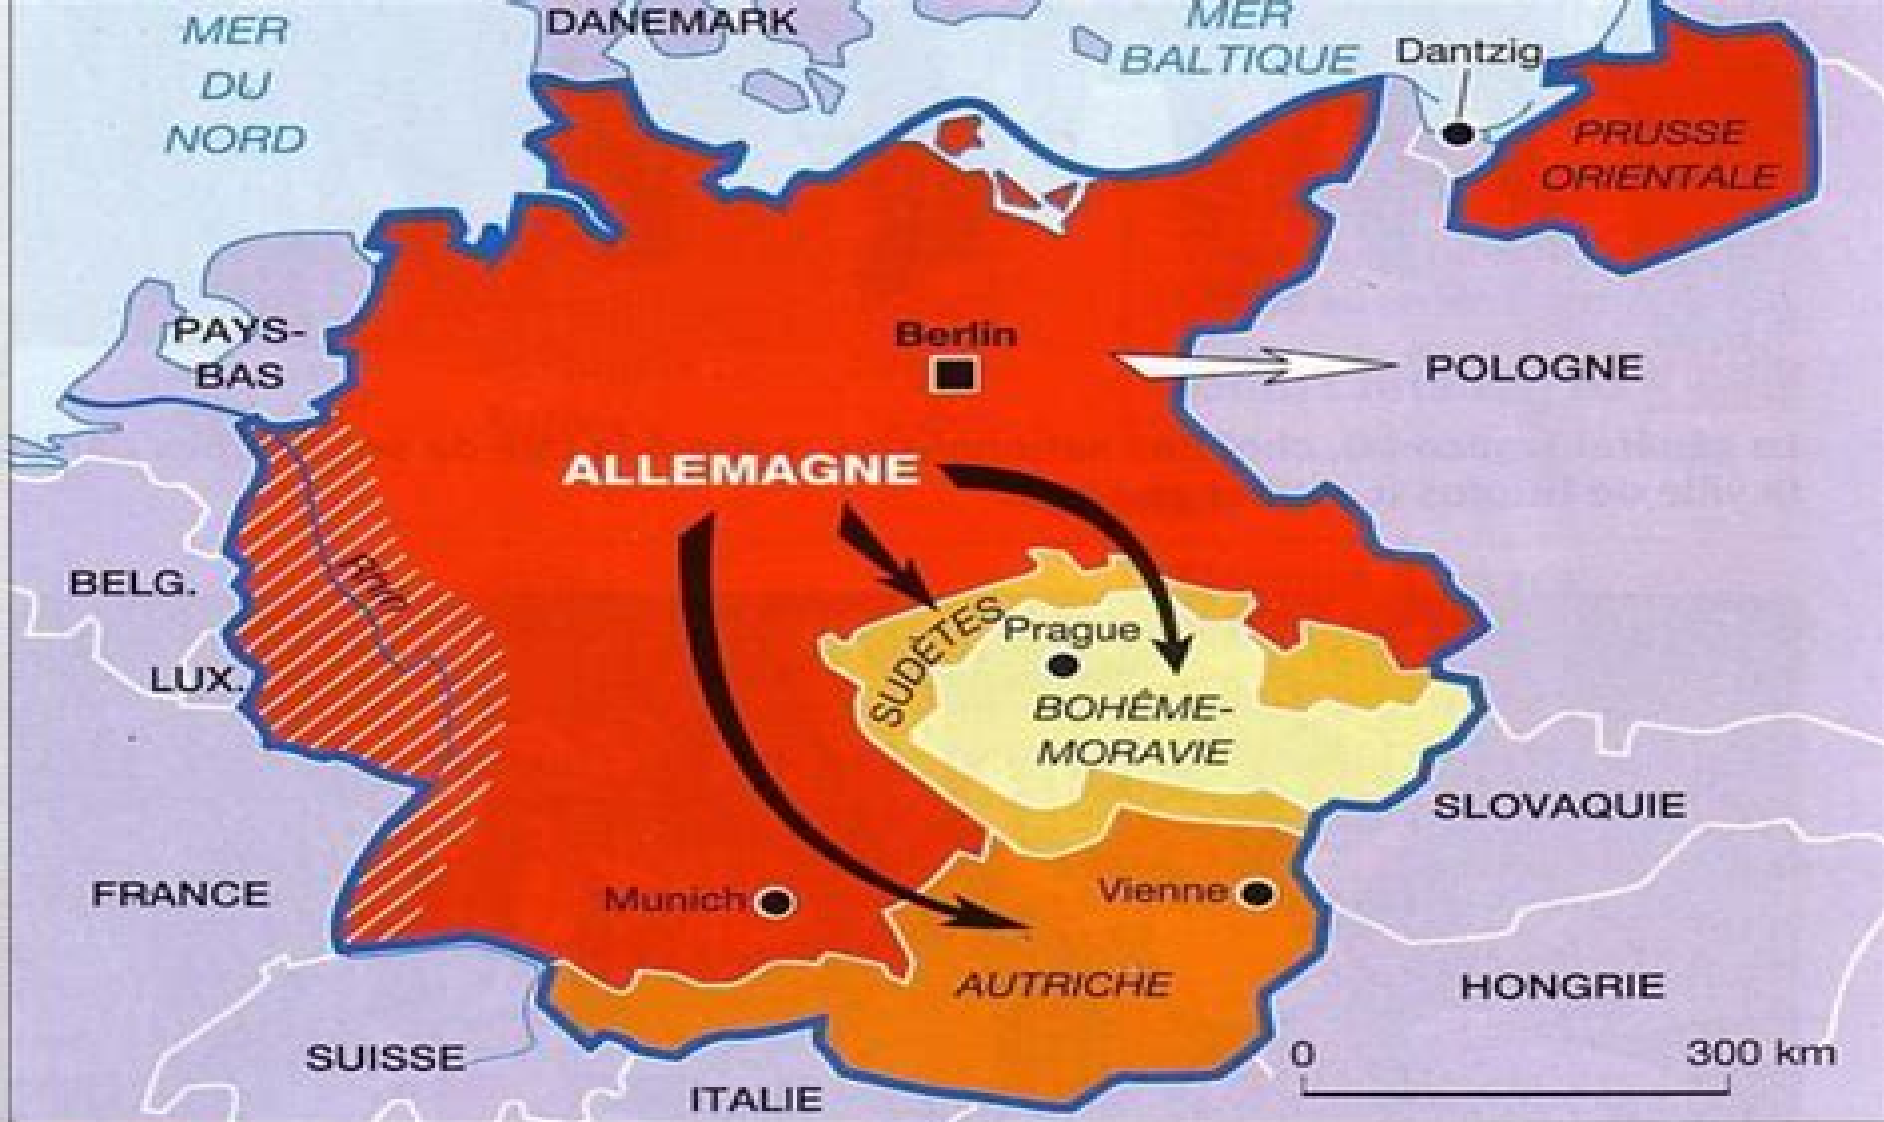 MER
DU
NORD
DANEMARK
MER
BALTIQUE
Dantzig
PRUSSE
ORIENTALE
PAYS-
BAS
Berlin
POLOGNE
ALLEMAGNE
BELG.
LUX.
SUDÈTES
Prague
BOHÊME-
MORAVIE
SLOVAQUIE
FRANCE
Munich
Vienne
AUTRICHE
HONGRIE
SUISSE
ITALIE
0
300 km